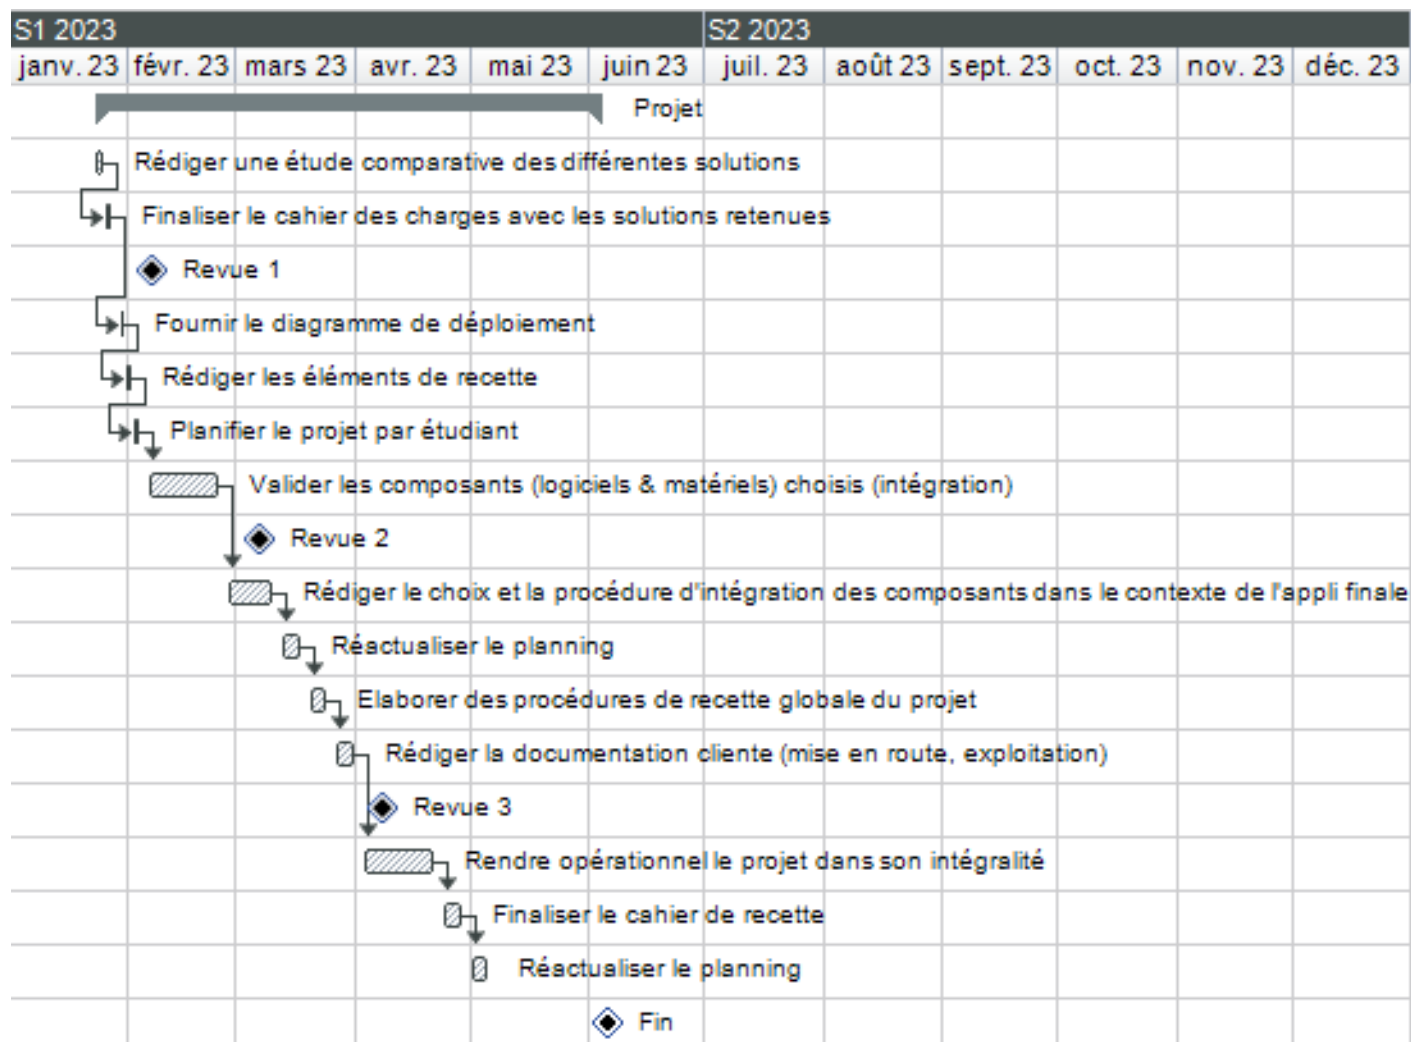 S1 2023 S2 2023
janv. 23 févr. 23 mars 23 avr. 23 mai 23 juin 23 juil. 23 août 23 sept. 23 oct. 23 nov. 23 déc. 23
Projet
Rédiger une étude comparative des différentes solutions
Finaliser le cahier des charges avec les solutions retenues
Revue 1
Fournir le diagramme de déploiement
Rédiger les éléments de recette
Planifier le projet par étudiant
Valider les composants (logiciels & matériels) choisis (intégration)
Revue 2
Rédiger le choix et la procédure d'intégration des composants dans le contexte de l'appli finale
Réactualiser le planning
Elaborer des procédures de recette globale du projet
Rédiger la documentation cliente (mise en route, exploitation)
Revue 3
Rendre opérationnel le projet dans son intégralité
Finaliser le cahier de recette
Réactualiser le planning
Fin